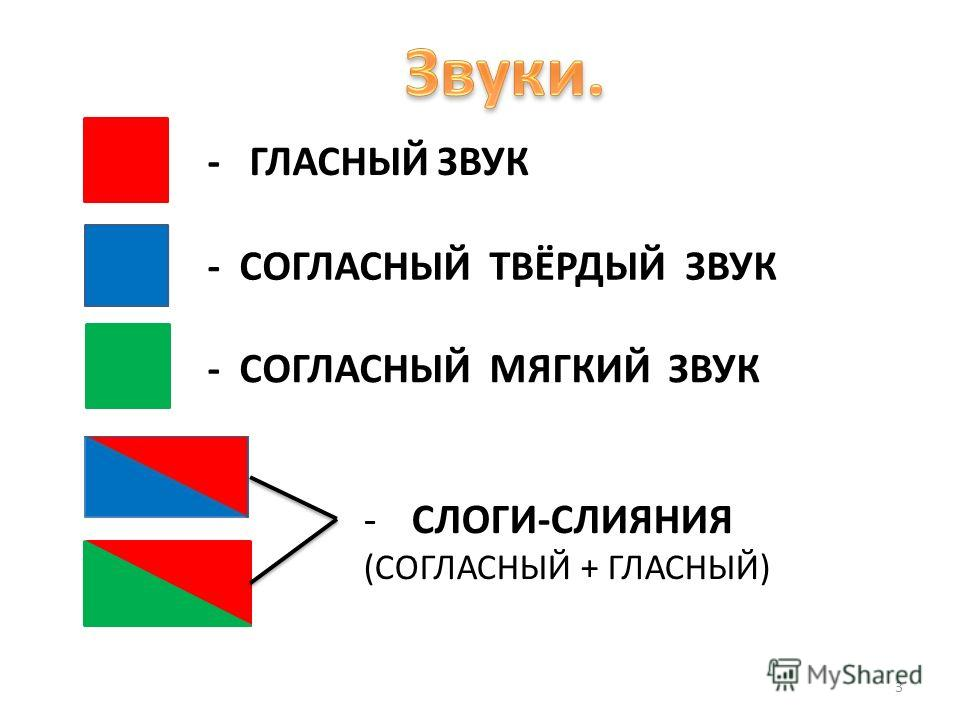 Звуки.
- ГЛАСНЫЙ ЗВУК
- СОГЛАСНЫЙ ТВЁРДЫЙ ЗВУК
- СОГЛАСНЫЙ МЯГКИЙ ЗВУК
- СЛОГИ-СЛИЯНИЯ
(СОГЛАСНЫЙ + ГЛАСНЫЙ)
MyShared
3